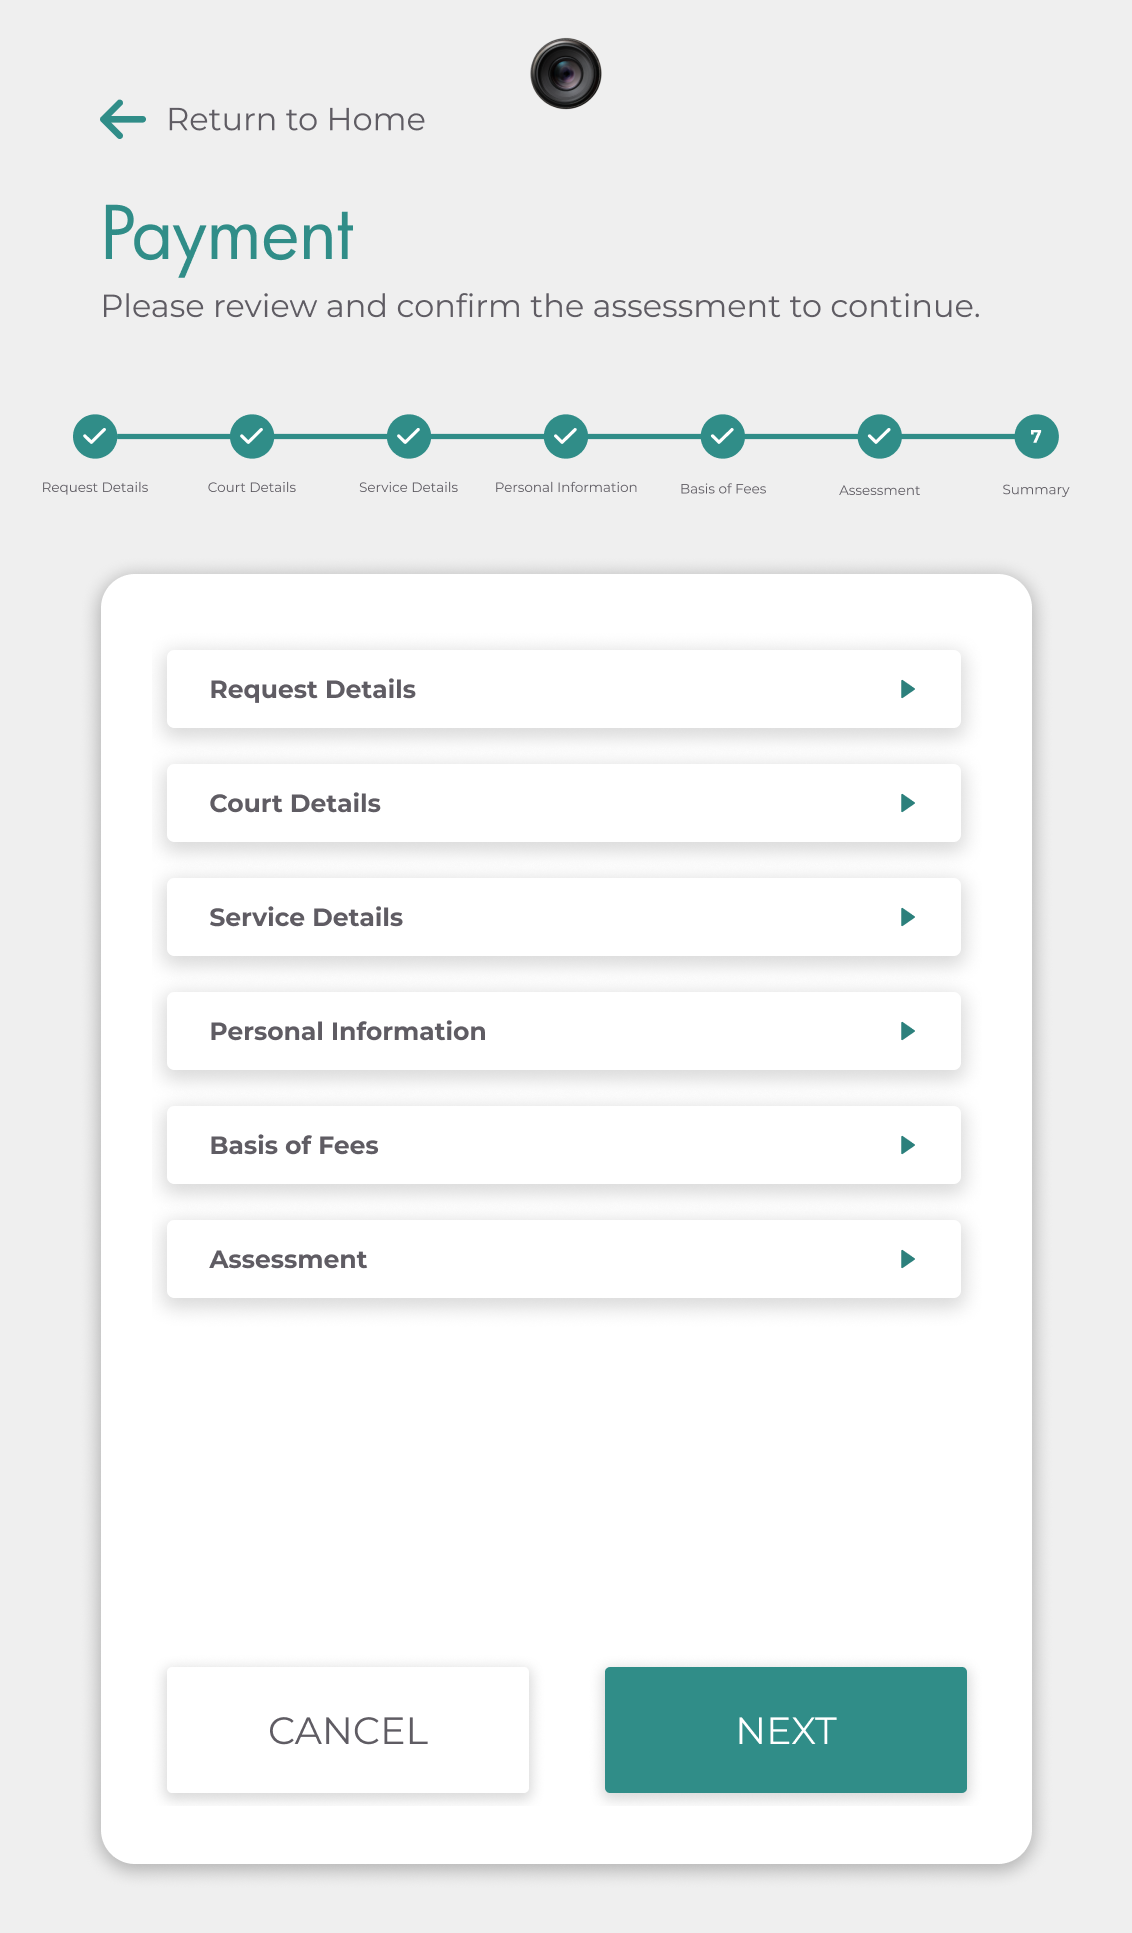 Return to Home
Payment
Please review and confirm the assessment to continue.
7
Request Details
Court Details
Service Details
Personal Information
Basis of Fees
Assessment
Summary
Request Details
Court Details
Service Details
Personal Information
Basis of Fees
Assessment
CANCEL
NEXT